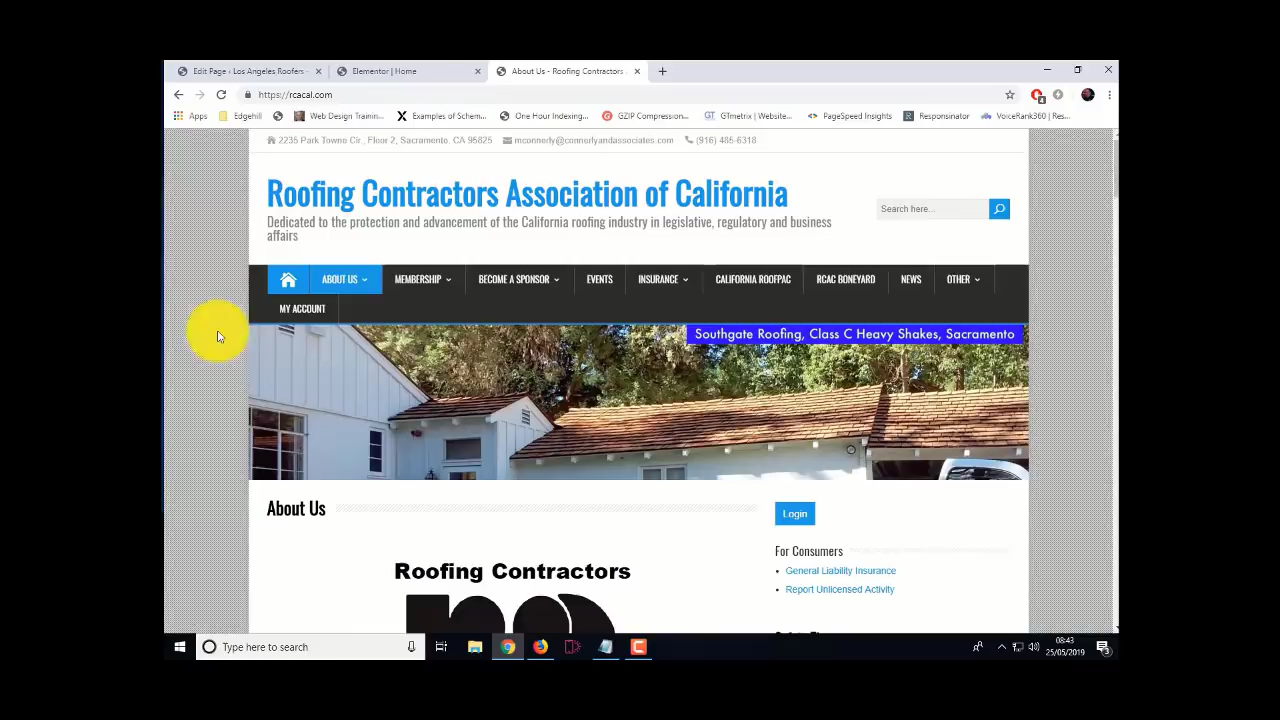 Edit Page ‹ Los Angeles Roofers -
Elementor | Home
About Us - Roofing Contractors
https://rcacal.com
Apps
Edgehill
Web Design Trainin...
Examples of Schem...
One Hour Indexing...
GZIP Compression...
GTmetrix | Website...
PageSpeed Insights
Responsinator
VoiceRank360 | Res...
2235 Park Towne Cir., Floor 2, Sacramento, CA 95825 mconnerly@connerlyandassociates.com (916) 485-6318
Roofing Contractors Association of California
Dedicated to the protection and advancement of the California roofing industry in legislative, regulatory and business
affairs
Search here...
ABOUT US MEMBERSHIP BECOME A SPONSOR EVENTS INSURANCE CALIFORNIA ROOFPAC RCAC BONEYARD NEWS OTHER
MY ACCOUNT
Southgate Roofing, Class C Heavy Shakes, Sacramento
About Us
Login
For Consumers
General Liability Insurance
Report Unlicensed Activity
Roofing Contractors
Type here to search
08:43
25/05/2019